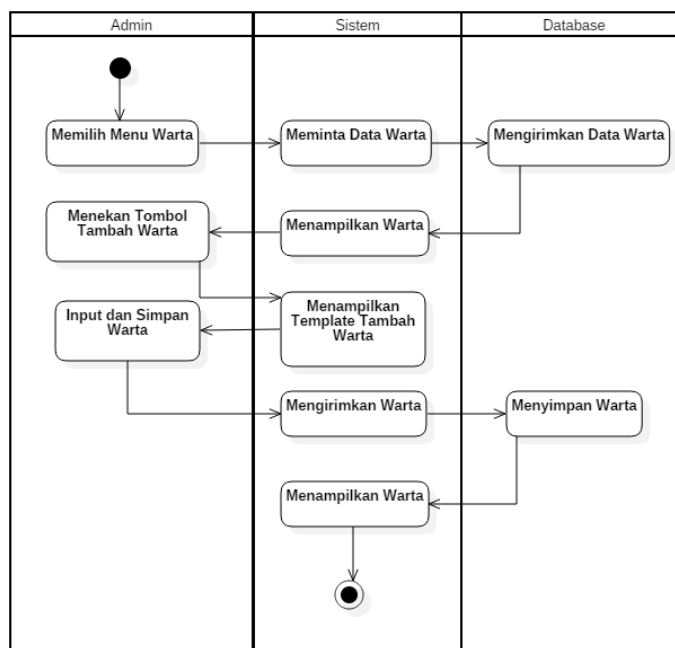 Admin
Sistem
Database
Memilih Menu Warta
Meminta Data Warta
Mengirimkan Data Warta
Menekan Tombol
Tambah Warta
Menampilkan Warta
Menampilkan
Template Tambah
Warta
Input dan Simpan
Warta
Mengirimkan Warta
Menyimpan Warta
Menampilkan Warta